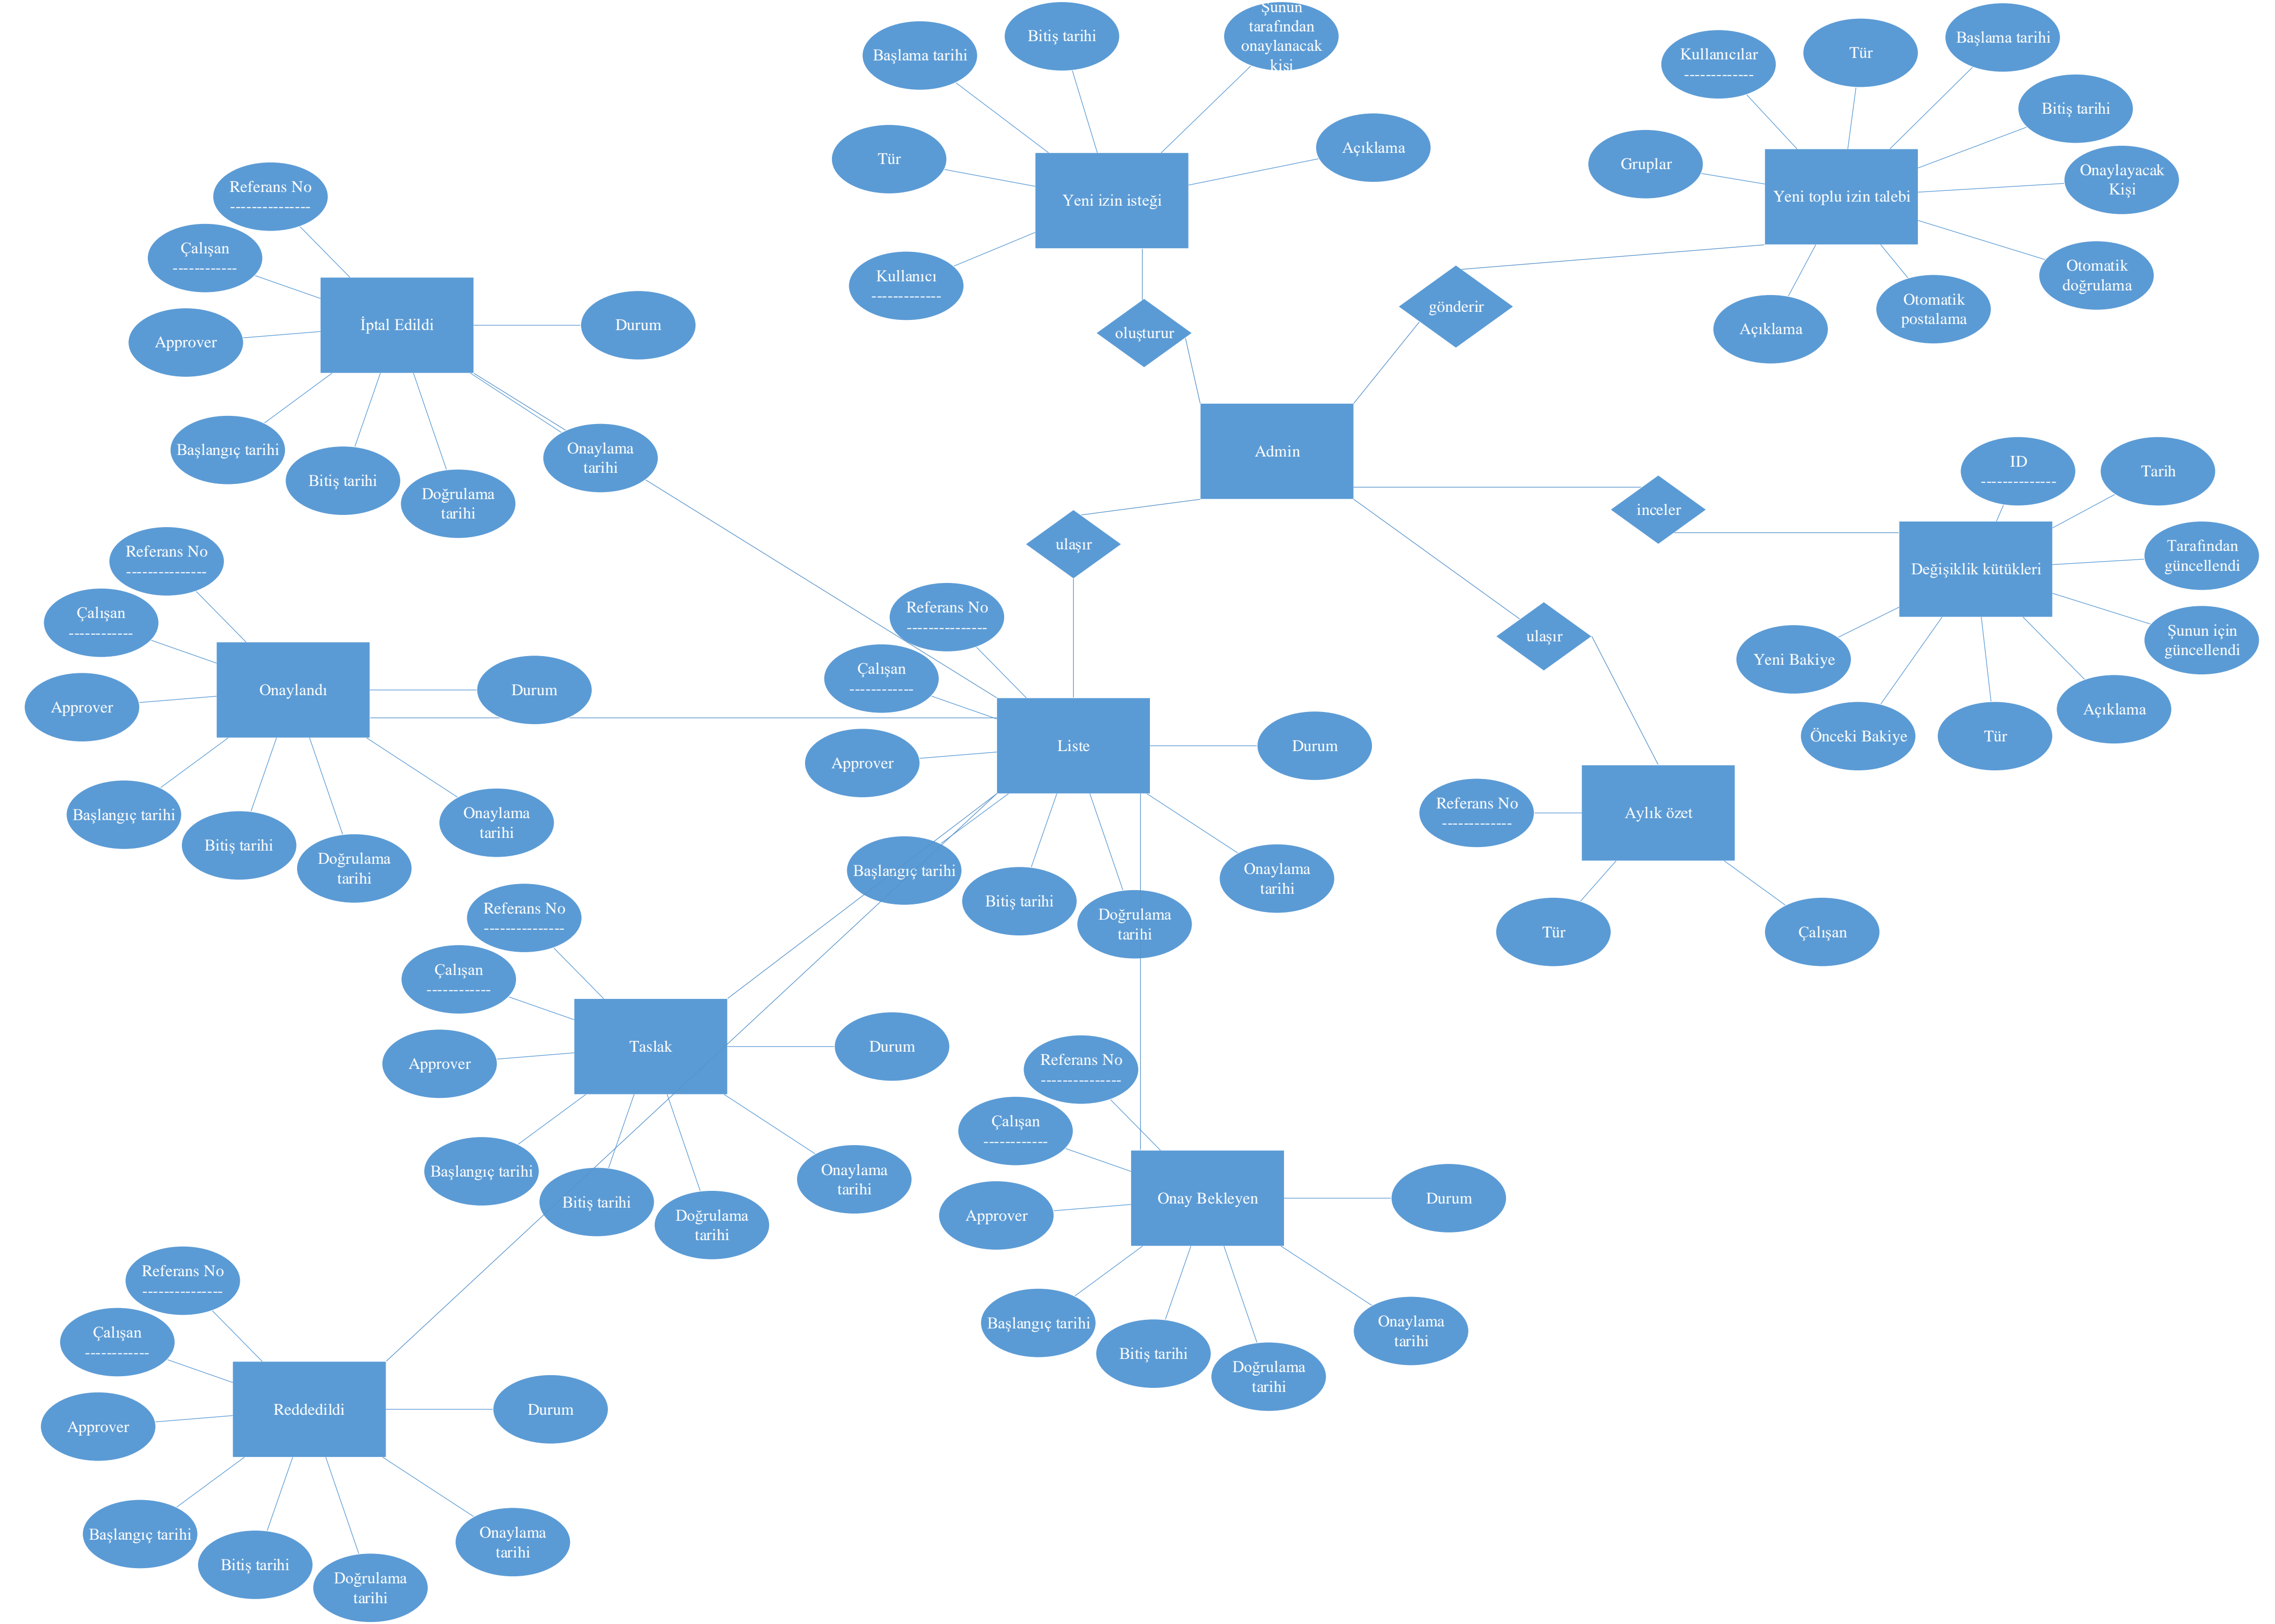 Başlama tarihi
Bitiş tarihi
Şunun
tarafından
onaylanacak
kişi
Tür
Açıklama
Yeni izin isteği
Kullanıcı
-------------
oluşturur
Kullanıcılar
-------------
Tür
Başlama tarihi
Bitiş tarihi
Gruplar
Onaylayacak
Kişi
Yeni toplu izin talebi
Otomatik
doğrulama
Otomatik
postalama
Açıklama
gönderir
Admin
Referans No
---------------
Çalışan
------------
Approver
İptal Edildi
Durum
Başlangıç tarihi
Bitiş tarihi
Doğrulama
tarihi
Onaylama
tarihi
inceler
ID
--------------
Tarih
Tarafından
güncellendi
Değişiklik kütükleri
Şunun için
güncellendi
Yeni Bakiye
Önceki Bakiye
Tür
Açıklama
ulaşır
ulaşır
Referans No
---------------
Çalışan
------------
Approver
Onaylandı
Durum
Başlangıç tarihi
Bitiş tarihi
Doğrulama
tarihi
Onaylama
tarihi
Referans No
---------------
Çalışan
------------
Approver
Liste
Durum
Başlangıç tarihi
Bitiş tarihi
Doğrulama
tarihi
Onaylama
tarihi
Referans No
-------------
Aylık özet
Tür
Çalışan
Referans No
---------------
Çalışan
------------
Approver
Taslak
Durum
Başlangıç tarihi
Bitiş tarihi
Doğrulama
tarihi
Onaylama
tarihi
Referans No
---------------
Çalışan
------------
Approver
Onay Bekleyen
Durum
Başlangıç tarihi
Bitiş tarihi
Doğrulama
tarihi
Onaylama
tarihi
Referans No
---------------
Çalışan
------------
Approver
Reddedildi
Durum
Başlangıç tarihi
Bitiş tarihi
Doğrulama
tarihi
Onaylama
tarihi